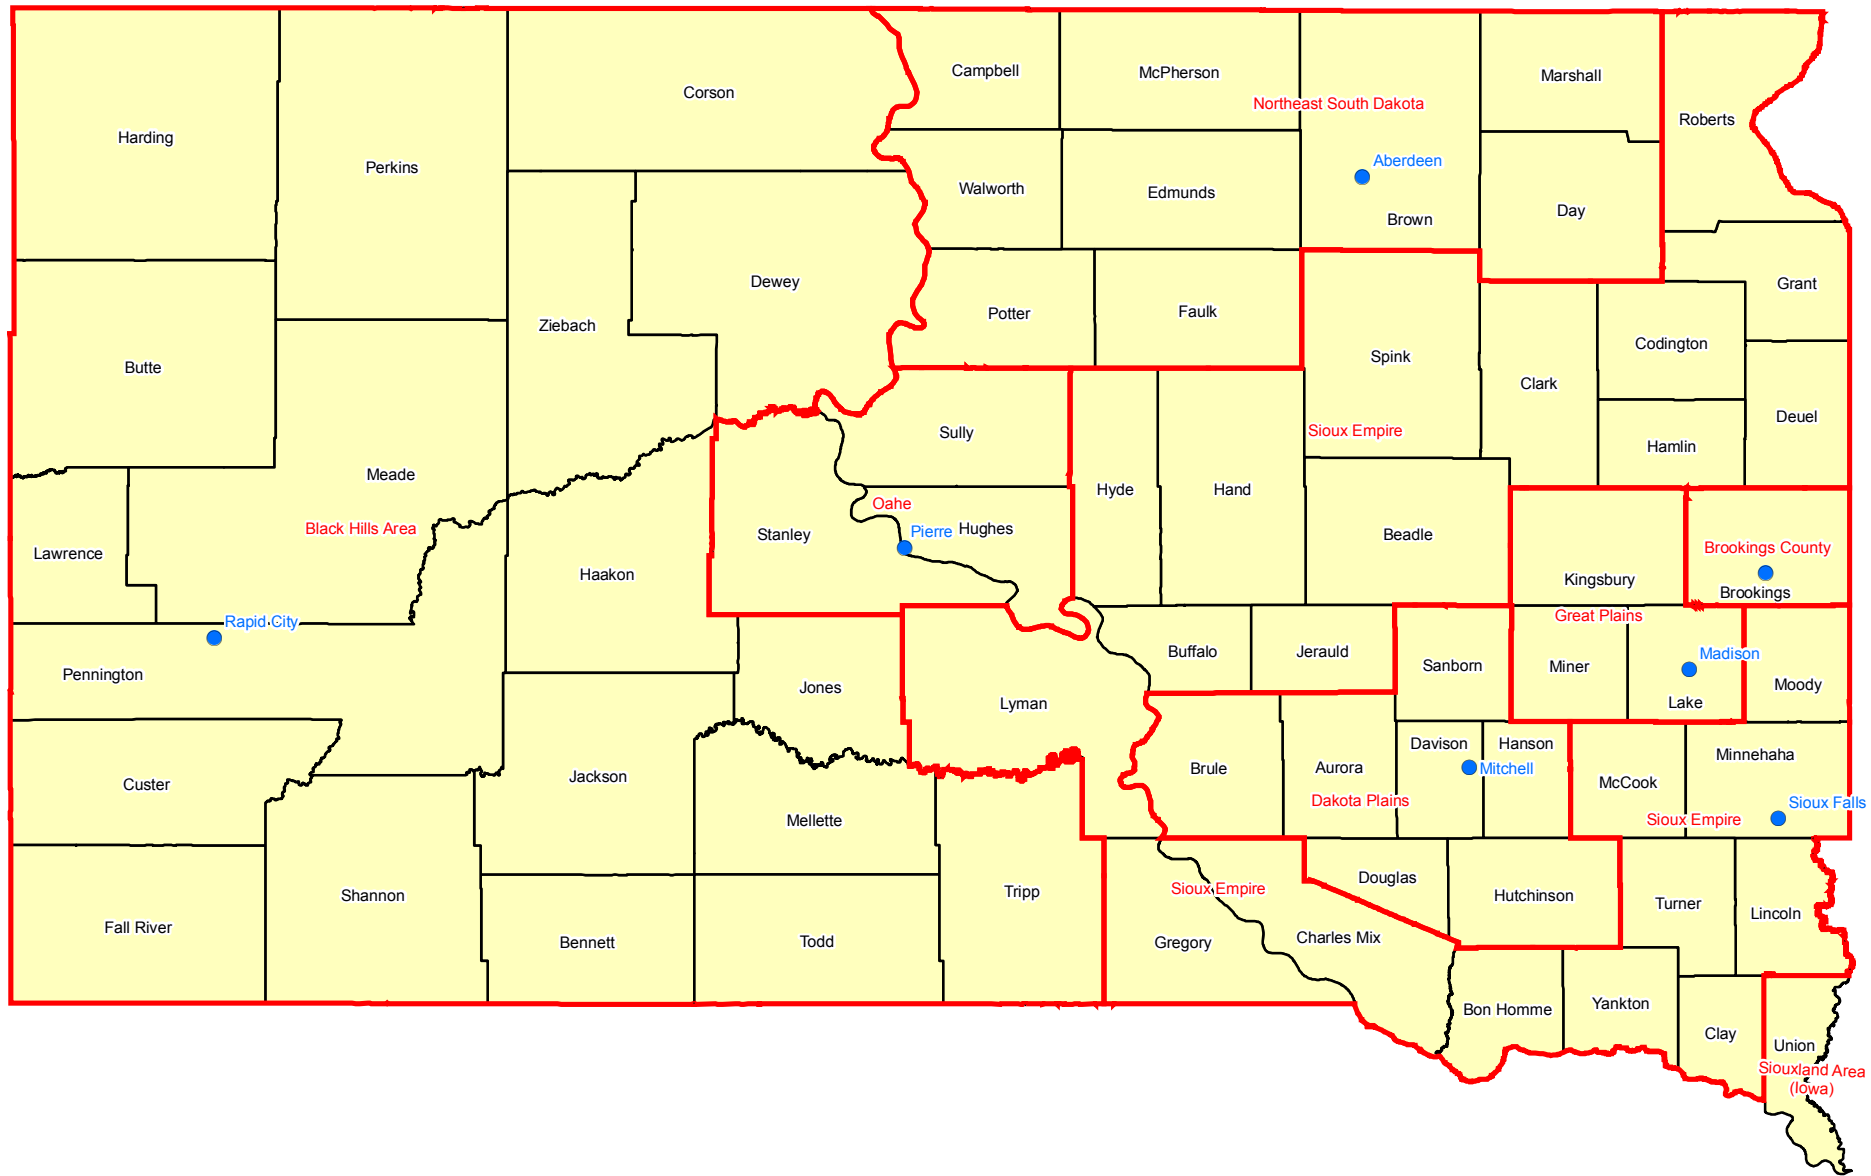 Campbell
McPherson
Marshall
Corson
Northeast South Dakota
Roberts
Harding
Perkins
Aberdeen
Walworth
Edmunds
Brown
Day
Dewey
Grant
Potter
Faulk
Ziebach
Codington
Spink
Butte
Clark
Deuel
Sully
Sioux Empire
Hamlin
Meade
Hyde
Hand
Oahe
Black Hills Area
Pierre
Hughes
Stanley
Beadle
Brookings County
Lawrence
Haakon
Kingsbury
Brookings
Great Plains
Rapid City
Buffalo
Jerauld
Madison
Sanborn
Miner
Pennington
Jones
Moody
Lyman
Lake
Davison
Hanson
Minnehaha
Brule
Aurora
Mitchell
Jackson
Custer
McCook
Dakota Plains
Sioux Falls
Mellette
Sioux Empire
Douglas
Sioux Empire
Tripp
Shannon
Hutchinson
Turner
Lincoln
Fall River
Bennett
Todd
Gregory
Charles Mix
Bon Homme
Yankton
Clay
Union
Siouxland Area
(Iowa)